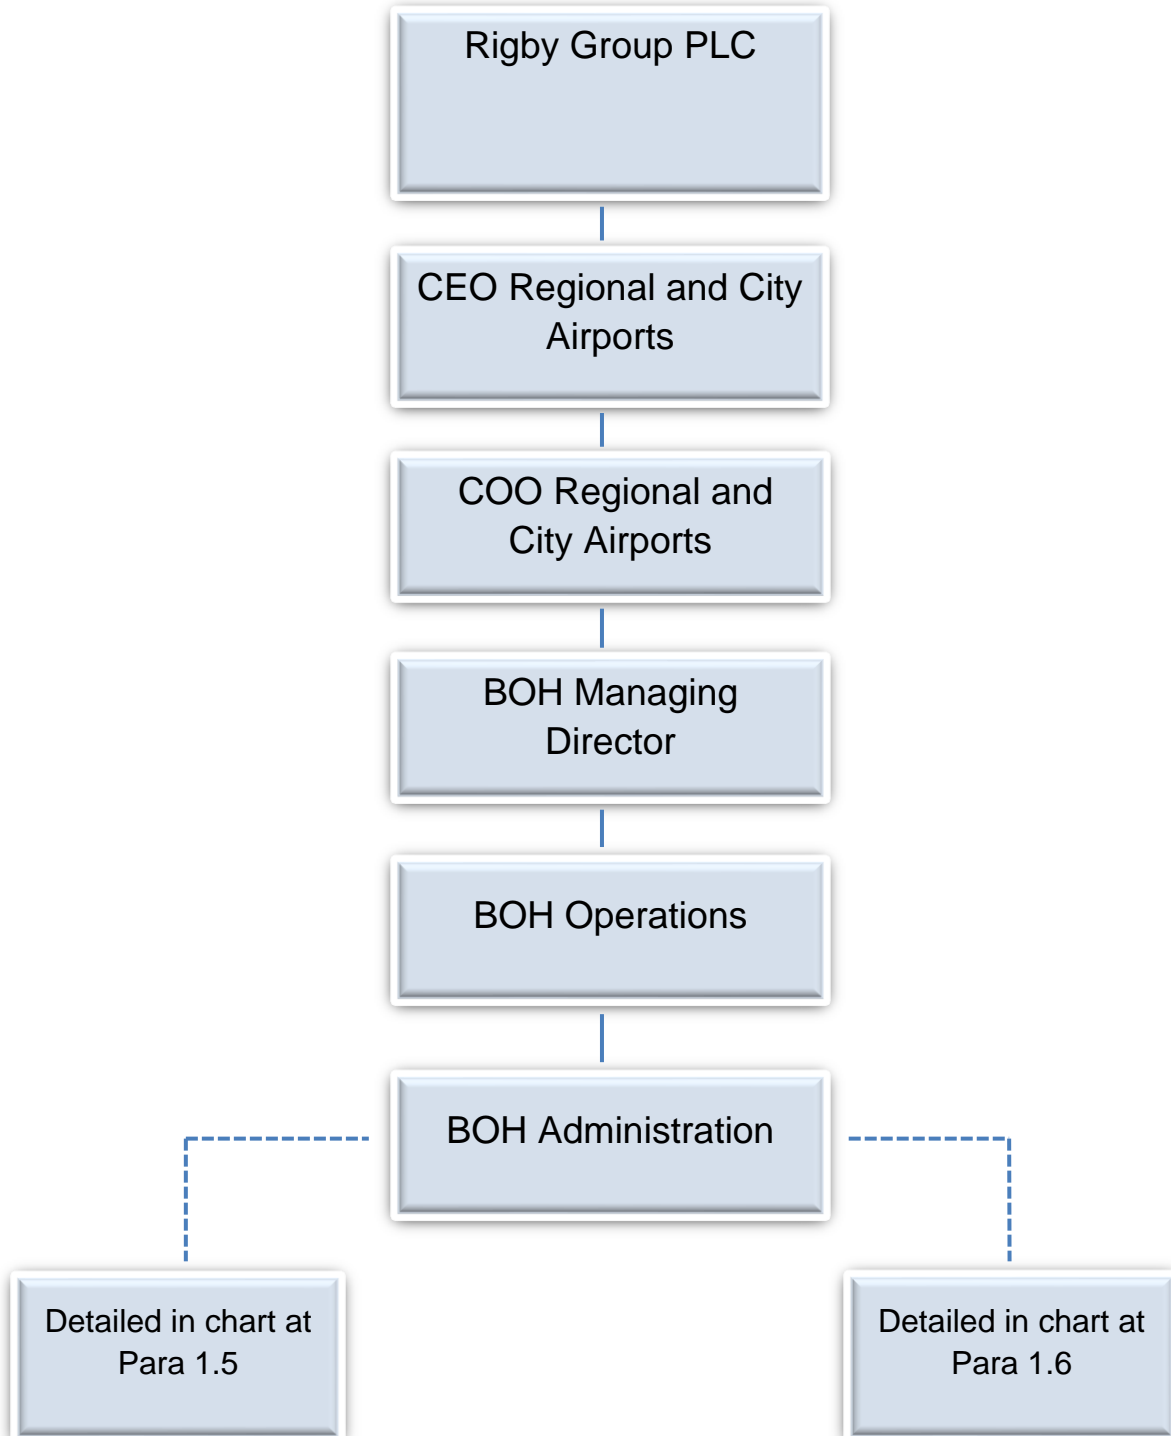 Rigby Group PLC
CEO Regional and City
Airports
COO Regional and
City Airports
BOH Managing
Director
BOH Operations
BOH Administration
Detailed in chart at
Para 1.5
Detailed in chart at
Para 1.6